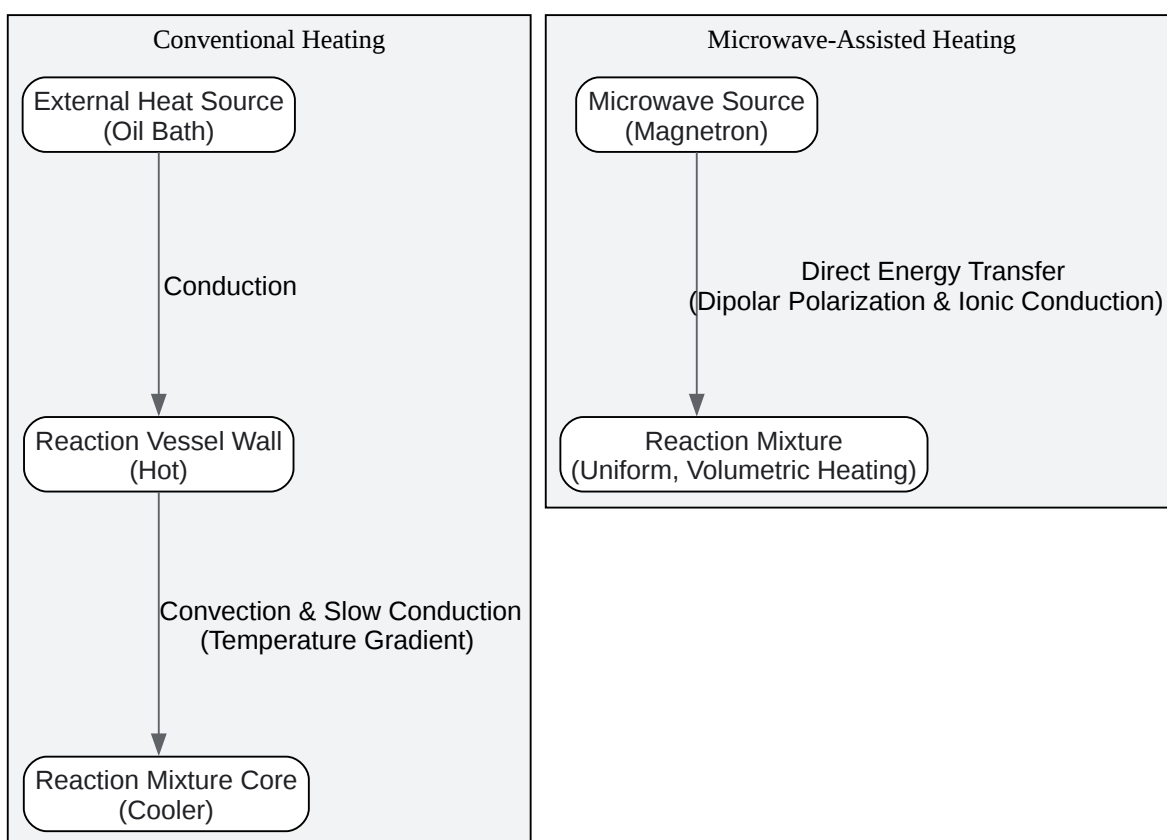 Conventional Heating
External Heat Source
(Oil Bath)
Conduction
Reaction Vessel Wall
(Hot)
Convection & Slow Conduction
(Temperature Gradient)
Reaction Mixture Core
(Cooler)
Microwave-Assisted Heating
Microwave Source
(Magnetron)
Direct Energy Transfer
(Dipolar Polarization & Ionic Conduction)
Reaction Mixture
(Uniform, Volumetric Heating)